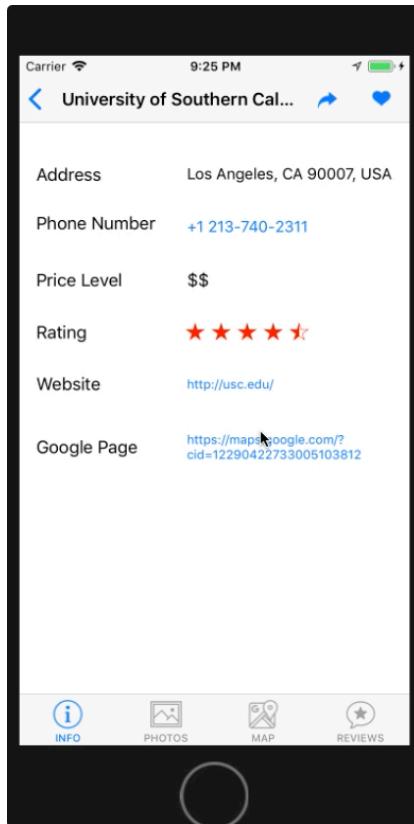 Carrier 9:25 PM
University of Southern Cal...
Address Los Angeles, CA 90007, USA
Phone Number +1 213-740-2311
Price Level $$
Rating
Website http://usc.edu/
Google Page https://maps.google.com/?
cid=12290422733005103812
INFO PHOTOS MAP REVIEWS